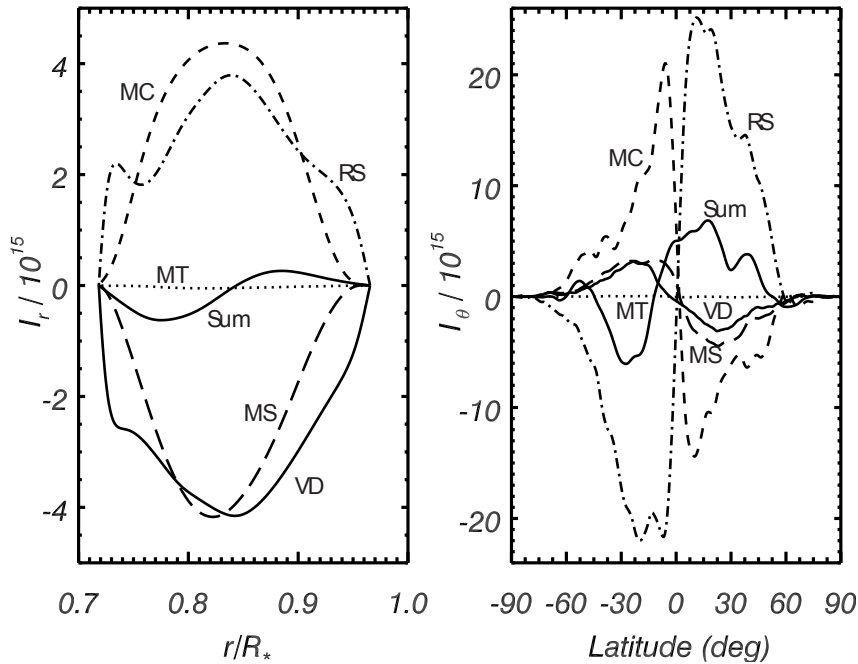 I_r / 10^15
4
2
0
-2
-4
MC
RS
MT
Sum
MS
VD
0.7 0.8 0.9 1.0
r/R_*
I_θ / 10^15
20
10
0
-10
-20
MC
RS
Sum
MT
VD
MS
-90 -60 -30 0 30 60 90
Latitude (deg)